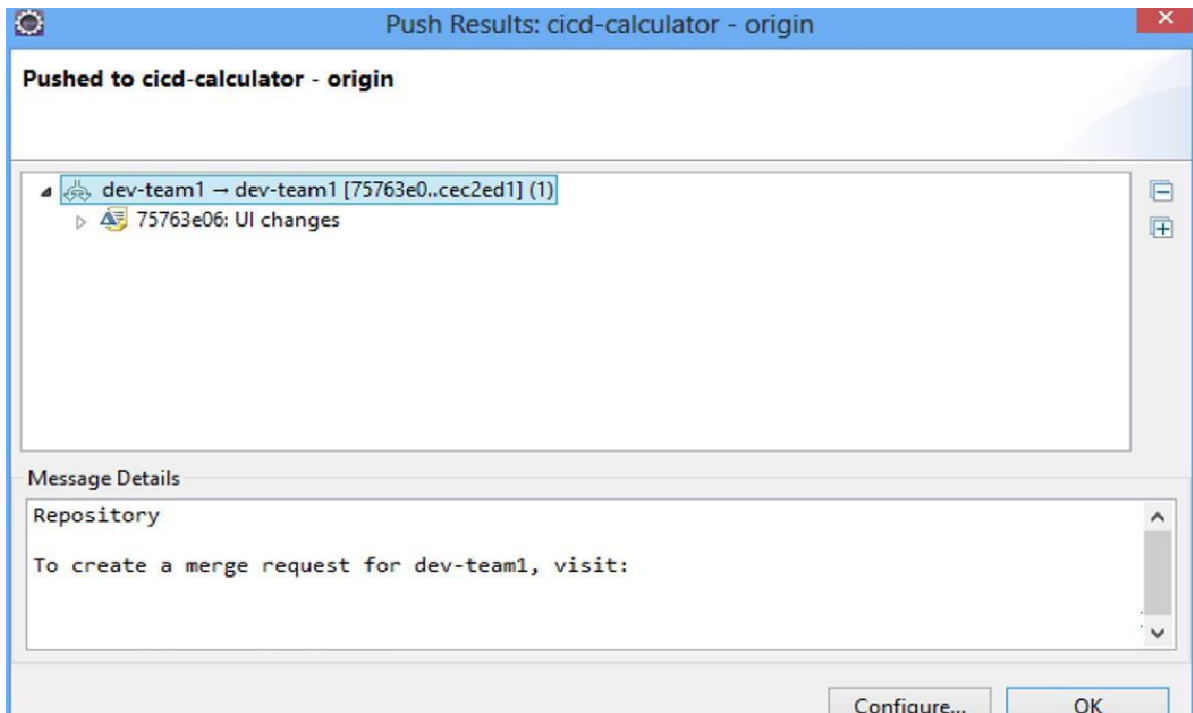 Push Results: cicd-calculator - origin
Pushed to cicd-calculator - origin
dev-team1 → dev-team1 [75763e0..cec2ed1] (1)
75763e06: UI changes
Message Details
Repository
To create a merge request for dev-team1, visit:
Configure... OK